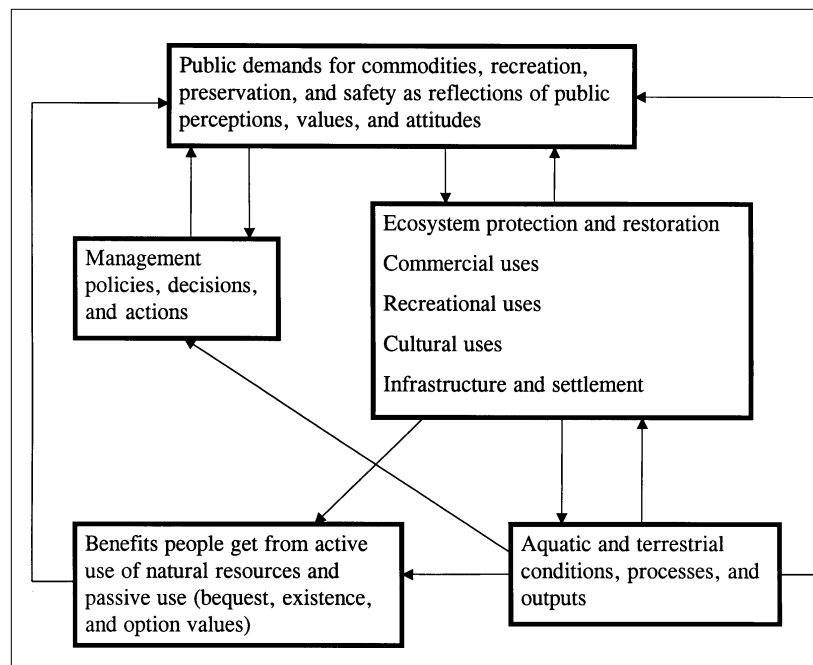 Public demands for commodities, recreation,
preservation, and safety as reflections of public
perceptions, values, and attitudes
Management
policies, decisions,
and actions
Ecosystem protection and restoration
Commercial uses
Recreational uses
Cultural uses
Infrastructure and settlement
Benefits people get from active
use of natural resources and
passive use (bequest, existence,
and option values)
Aquatic and terrestrial
conditions, processes, and
outputs